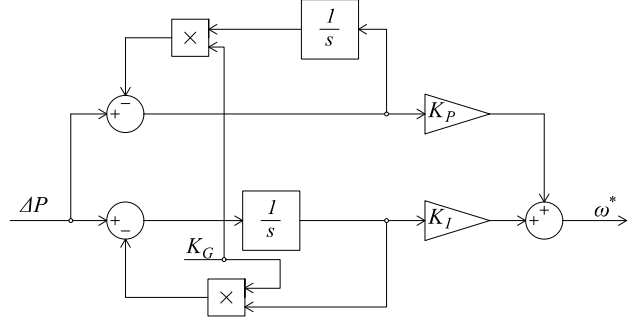 1
s
×
−
+
K_P
ΔP
+
−
1
s
K_I
+
+
ω*
K_G
×